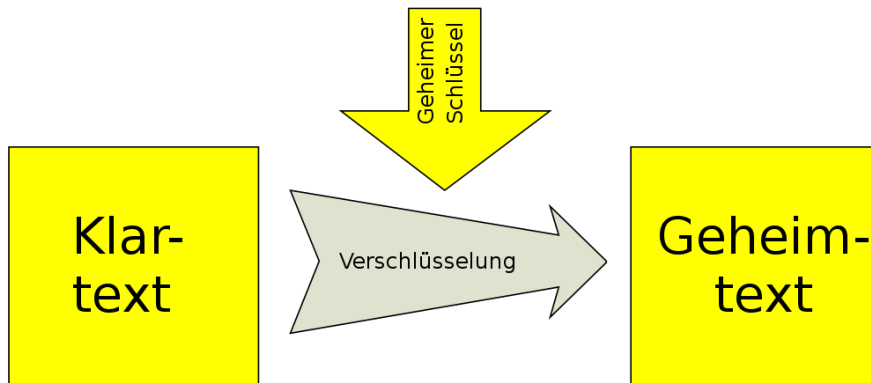 Geheimer
Schlüssel
Klar-
text
Verschlüsselung
Geheim-
text